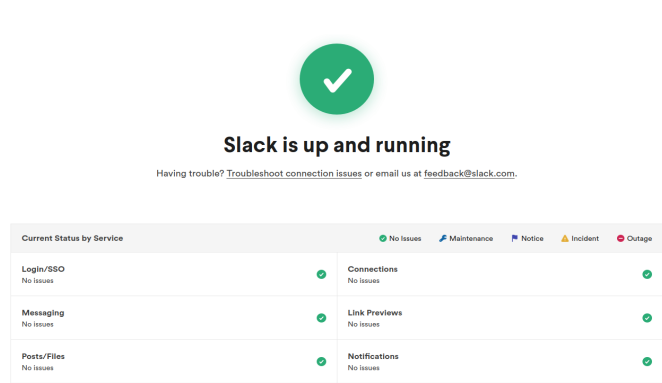 Slack is up and running
Having trouble? Troubleshoot connection issues or email us at feedback@slack.com.
Current Status by Service
No Issues
Maintenance
Notice
Incident
Outage
Login/SSO
No issues
Connections
No issues
Messaging
No issues
Link Previews
No issues
Posts/Files
No issues
Notifications
No issues